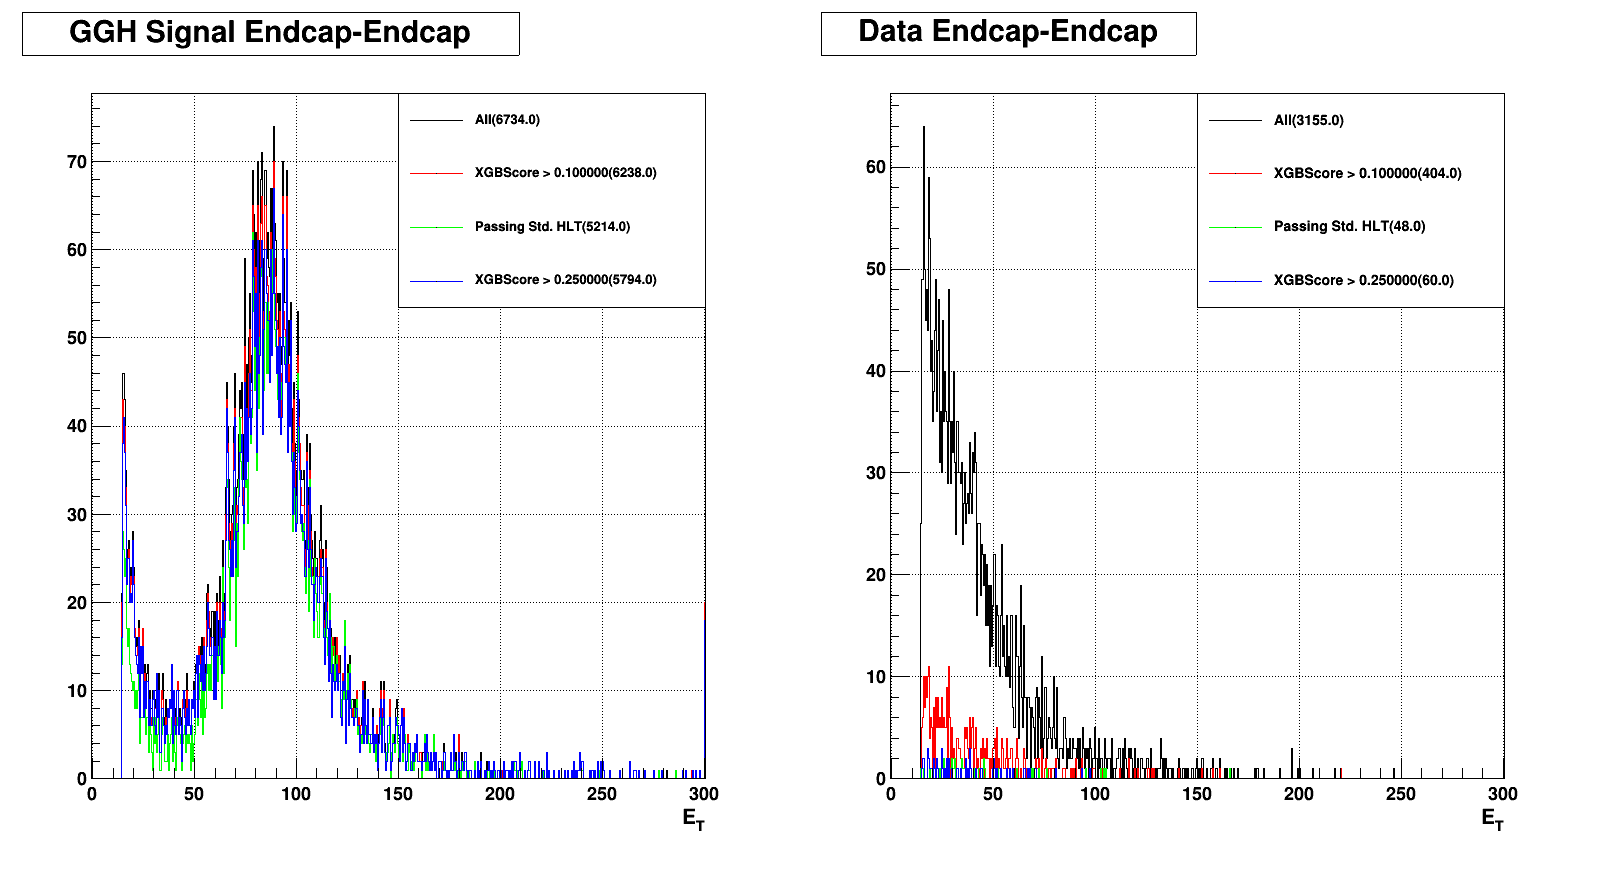 GGH Signal Endcap-Endcap
All(6734.0)
XGBScore > 0.100000(6238.0)
Passing Std. HLT(5214.0)
XGBScore > 0.250000(5794.0)
70
60
50
40
30
20
10
0
0 50 100 150 200 250 300
E_T
Data Endcap-Endcap
All(3155.0)
XGBScore > 0.100000(404.0)
Passing Std. HLT(48.0)
XGBScore > 0.250000(60.0)
60
50
40
30
20
10
0
0 50 100 150 200 250 300
E_T